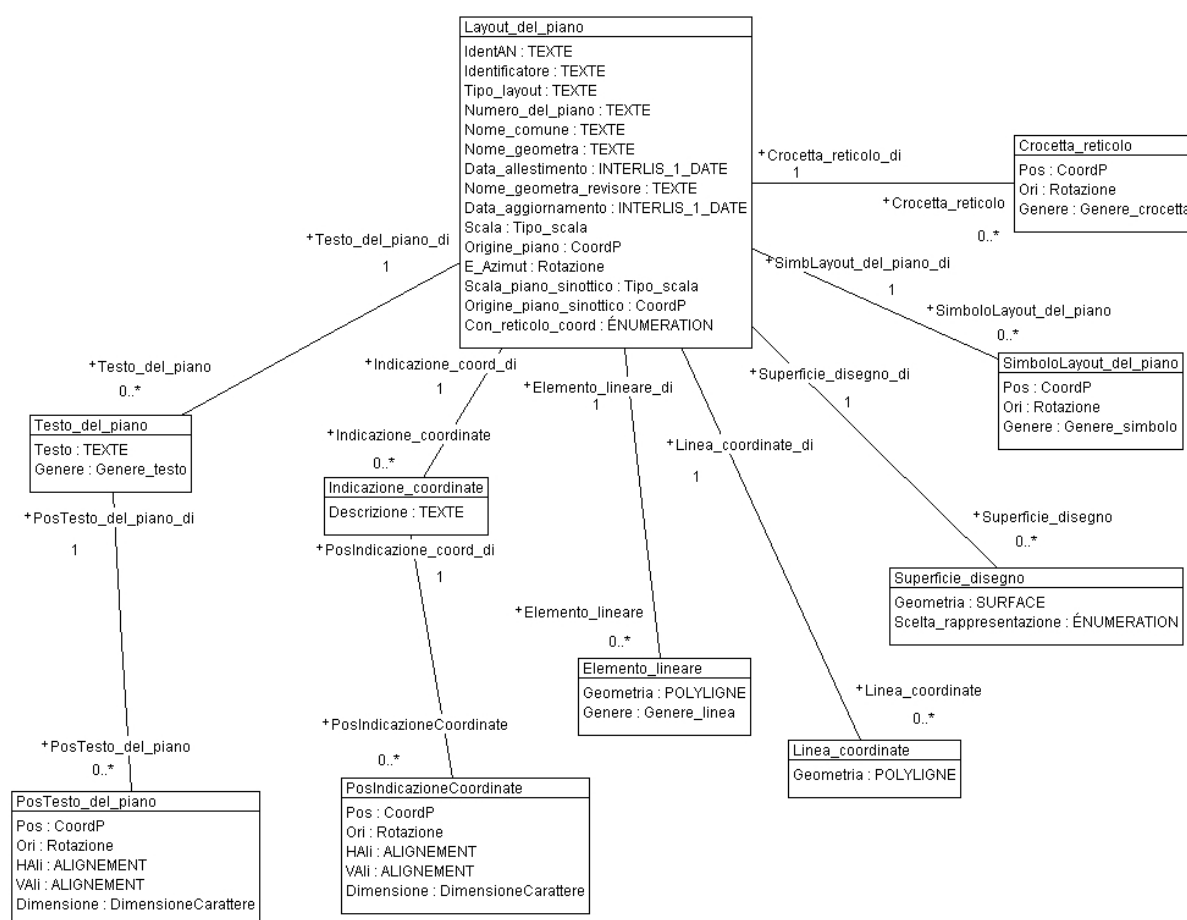 Layout_del_piano
IdentAN : TEXTE
Identificatore : TEXTE
Tipo_layout : TEXTE
Numero_del_piano : TEXTE
Nome_comune : TEXTE
Nome_geometra : TEXTE
Data_allestimento : INTERLIS_1_DATE
Nome_geometra_revisore : TEXTE
Data_aggiornamento : INTERLIS_1_DATE
Scala : Tipo_scala
Origine_piano : CoordP
E_Azimut : Rotazione
Scala_piano_sinottico : Tipo_scala
Origine_piano_sinottico : CoordP
Con_reticolo_coord : ÉNUMERATION
+Crocetta_reticolo_di
1
+Crocetta_reticolo
0..*
Crocetta_reticolo
Pos : CoordP
Ori : Rotazione
Genere : Genere_crocetta
+Testo_del_piano_di
1
+SimbLayout_del_piano_di
1
+SimboloLayout_del_piano
0..*
SimboloLayout_del_piano
Pos : CoordP
Ori : Rotazione
Genere : Genere_simbolo
+Testo_del_piano
0..*
+Indicazione_coord_di
1
+Elemento_lineare_di
1
+Superficie_disegno_di
1
Testo_del_piano
Testo : TEXTE
Genere : Genere_testo
+Indicazione_coordinate
0..*
+Linea_coordinate_di
1
Indicazione_coordinate
Descrizione : TEXTE
+PosTesto_del_piano_di
1
+PosIndicazione_coord_di
1
+Superficie_disegno
0..*
Superficie_disegno
Geometria : SURFACE
Scelta_rappresentazione : ÉNUMERATION
+Elemento_lineare
0..*
Elemento_lineare
Geometria : POLYLIGNE
Genere : Genere_linea
+Linea_coordinate
0..*
Linea_coordinate
Geometria : POLYLIGNE
+PosTesto_del_piano
0..*
+PosIndicazioneCoordinate
0..*
PosTesto_del_piano
Pos : CoordP
Ori : Rotazione
HAli : ALIGNEMENT
VAli : ALIGNEMENT
Dimensione : DimensioneCarattere
PosIndicazioneCoordinate
Pos : CoordP
Ori : Rotazione
HAli : ALIGNEMENT
VAli : ALIGNEMENT
Dimensione : DimensioneCarattere